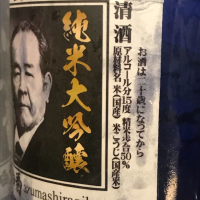 純米大吟醸
清酒
お酒は二十歳になってから
アルコール分15度 精米歩合50%
原材料名 米(国産) 米こうじ(国産米)